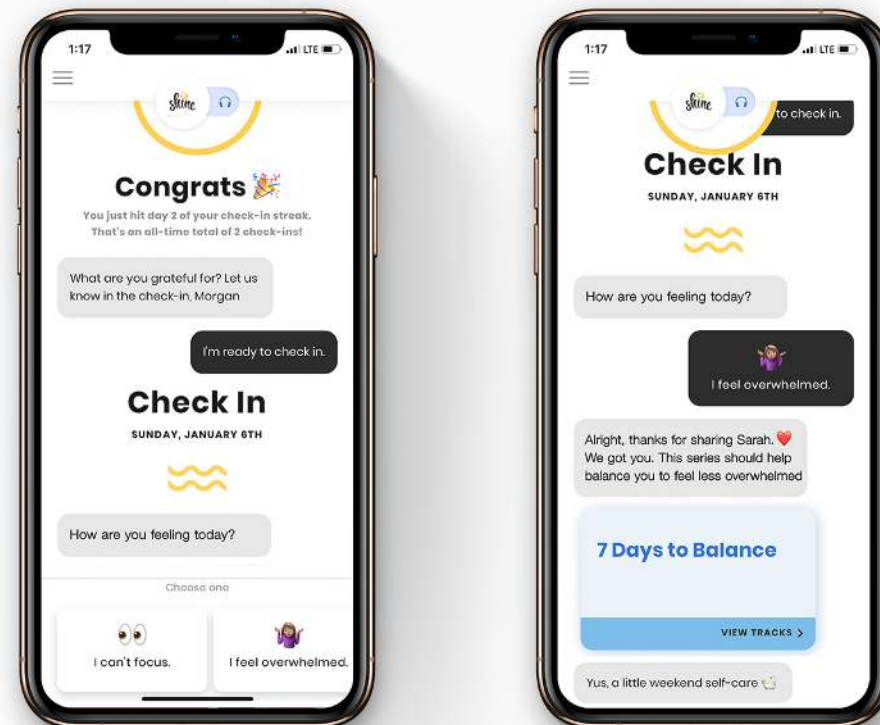 1:17
LTE
shine
Congrats 🎉
You just hit day 2 of your check-in streak.
That's an all-time total of 2 check-ins!
What are you grateful for? Let us
know in the check-in, Morgan
I'm ready to check in.
Check In
SUNDAY, JANUARY 6TH
How are you feeling today?
Choose one
I can't focus.
I feel overwhelmed.
1:17
LTE
shine
to check in.
Check In
SUNDAY, JANUARY 6TH
How are you feeling today?
I feel overwhelmed.
Alright, thanks for sharing Sarah. ❤️
We got you. This series should help
balance you to feel less overwhelmed
7 Days to Balance
VIEW TRACKS >
Yus, a little weekend self-care